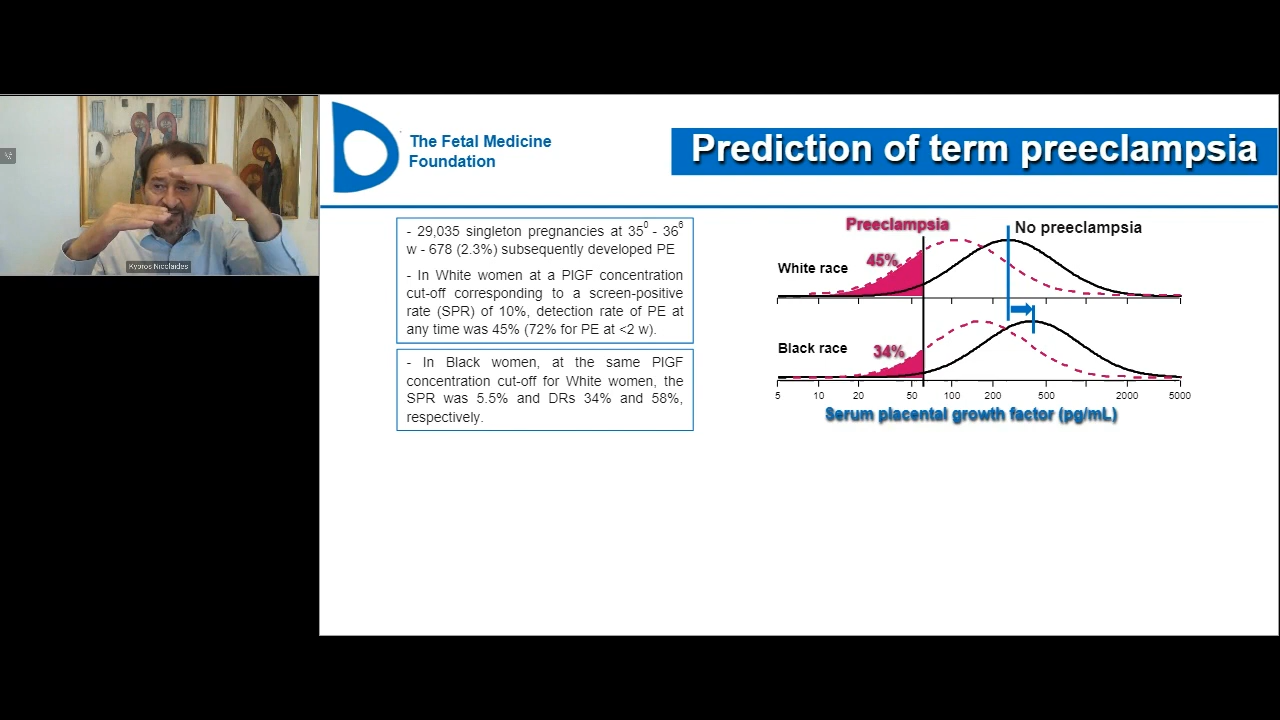 Kypros Nicolaides
The Fetal Medicine
Foundation
Prediction of term preeclampsia
- 29,035 singleton pregnancies at 35⁰ - 36⁶
w - 678 (2.3%) subsequently developed PE
- In White women at a PlGF concentration
cut-off corresponding to a screen-positive
rate (SPR) of 10%, detection rate of PE at
any time was 45% (72% for PE at <2 w).
- In Black women, at the same PlGF
concentration cut-off for White women, the
SPR was 5.5% and DRs 34% and 58%,
respectively.
Preeclampsia
No preeclampsia
White race
45%
Black race
34%
5 10 20 50 100 200 500 2000 5000
Serum placental growth factor (pg/mL)